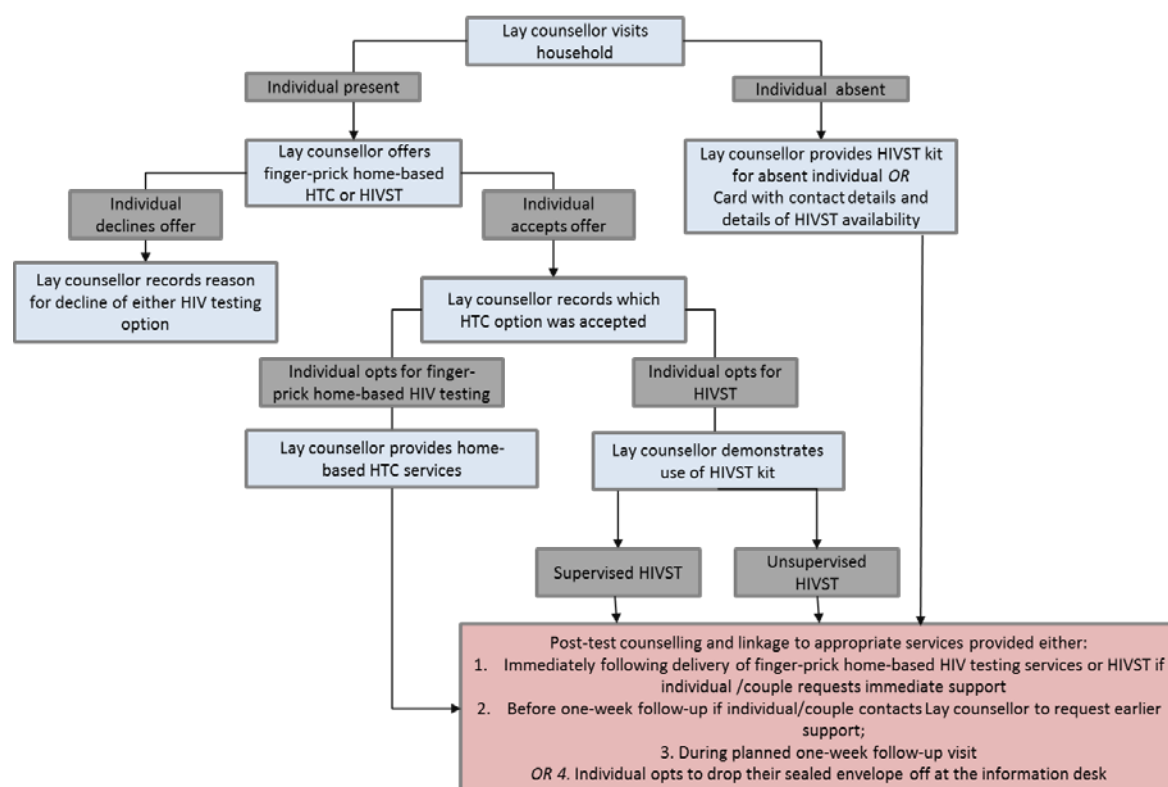 Lay counsellor visits
household
Individual present
Individual absent
Lay counsellor offers
finger-prick home-based
HTC or HIVST
Lay counsellor provides HIVST kit
for absent individual OR
Card with contact details and
details of HIVST availability
Individual
declines offer
Individual
accepts offer
Lay counsellor records reason
for decline of either HIV testing
option
Lay counsellor records which
HTC option was accepted
Individual opts for finger-
prick home-based HIV testing
Individual opts for
HIVST
Lay counsellor provides home-
based HTC services
Lay counsellor demonstrates
use of HIVST kit
Supervised HIVST
Unsupervised
HIVST
Post-test counselling and linkage to appropriate services provided either:
1. Immediately following delivery of finger-prick home-based HIV testing services or HIVST if
individual /couple requests immediate support
2. Before one-week follow-up if individual/couple contacts Lay counsellor to request earlier
support;
3. During planned one-week follow-up visit
OR 4. Individual opts to drop their sealed envelope off at the information desk